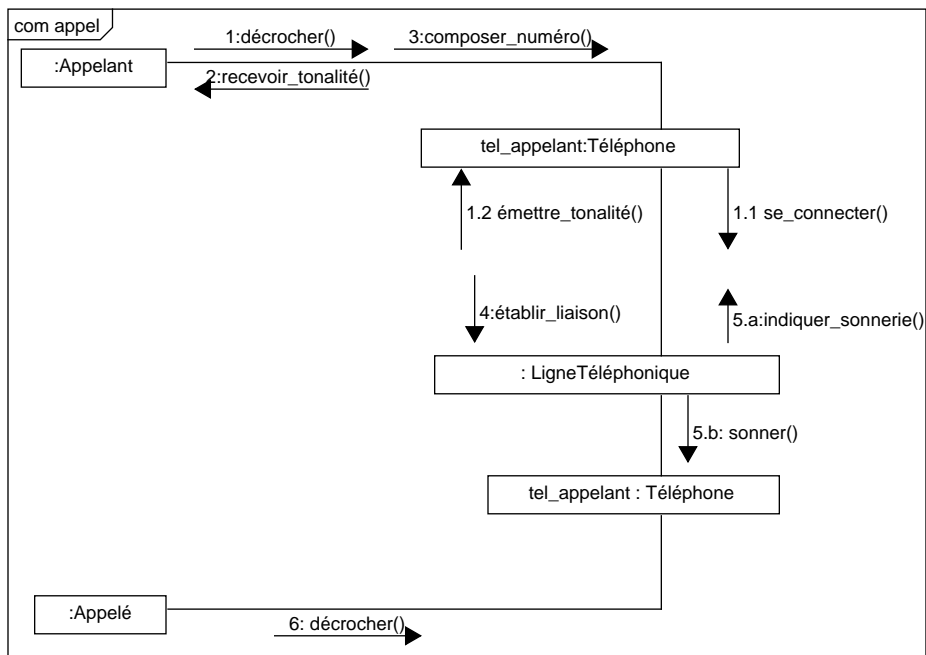 com appel
1:décrocher()
3:composer_numéro()
:Appelant
2:recevoir_tonalité()
tel_appelant:Téléphone
1.2 émettre_tonalité()
1.1 se_connecter()
4:établir_liaison()
5.a:indiquer_sonnerie()
: LigneTéléphonique
5.b: sonner()
tel_appelant : Téléphone
:Appelé
6: décrocher()